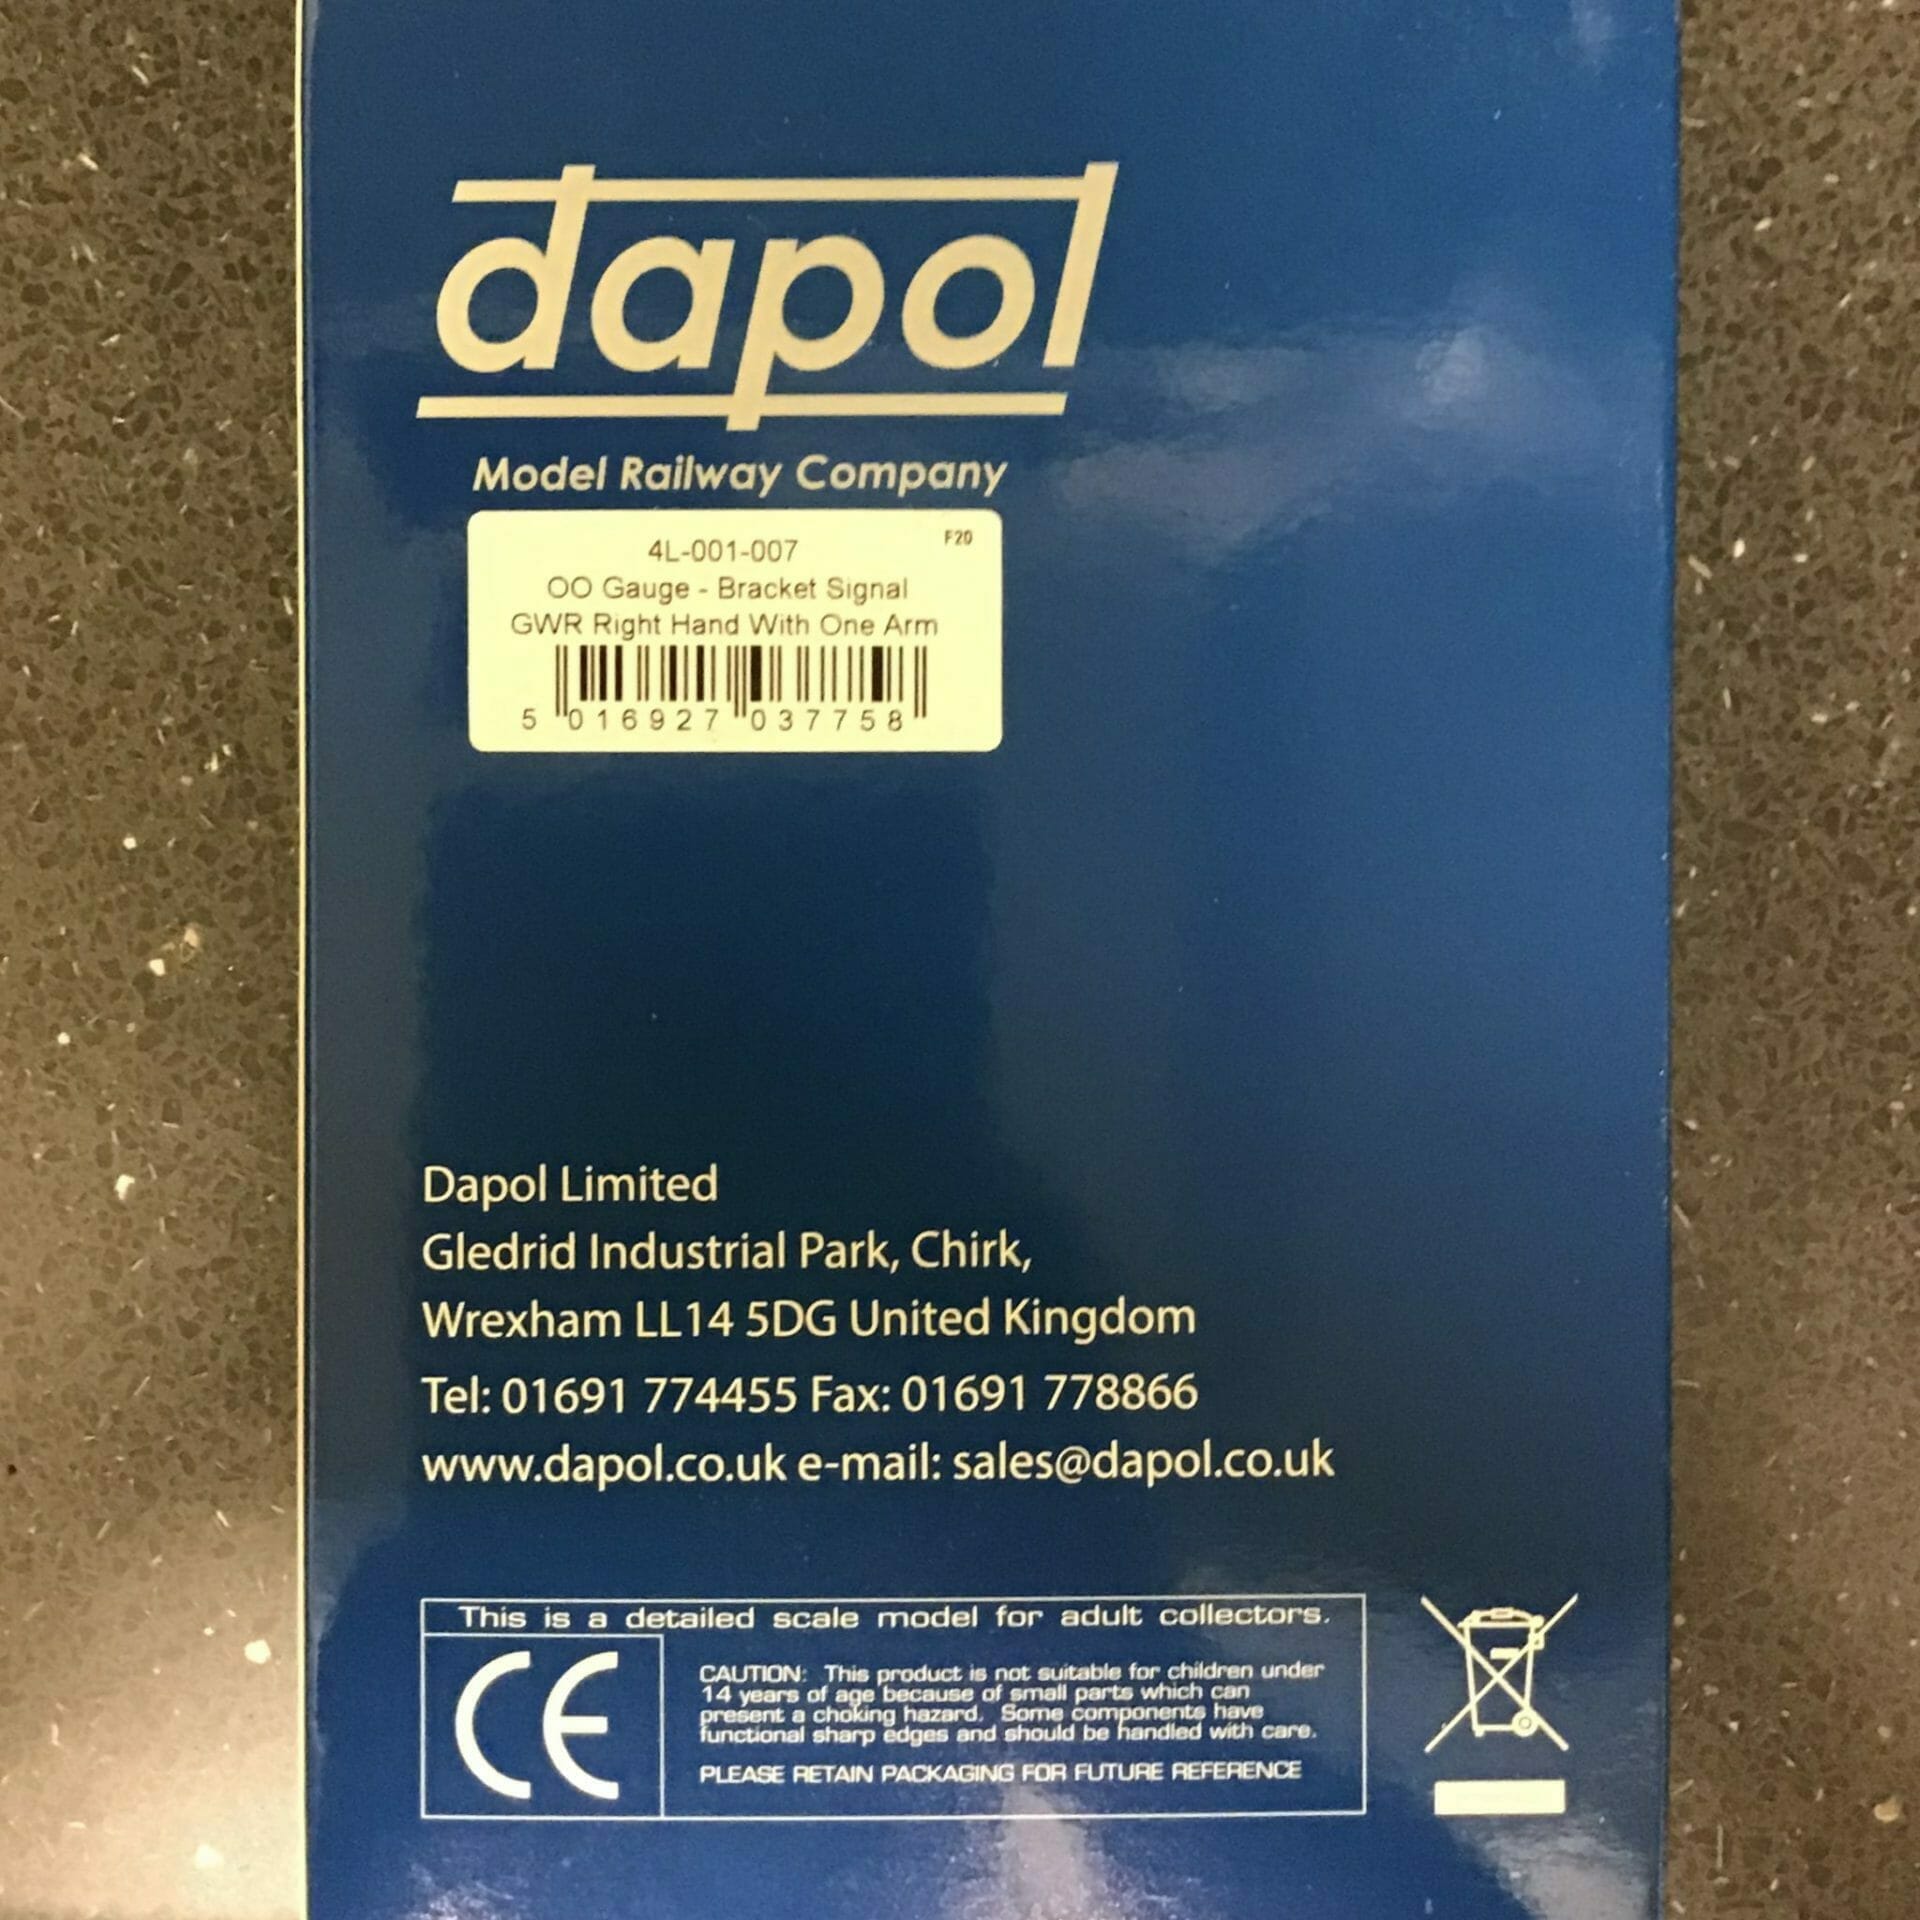 dapol
Model Railway Company
4L-001-007
F20
OO Gauge - Bracket Signal
GWR Right Hand With One Arm
5 016927 037758
Dapol Limited
Gledrid Industrial Park, Chirk,
Wrexham LL14 5DG United Kingdom
Tel: 01691 774455 Fax: 01691 778866
www.dapol.co.uk e-mail: sales@dapol.co.uk
This is a detailed scale model for adult collectors.
CE
CAUTION: This product is not suitable for children under
14 years of age because of small parts which can
present a choking hazard. Some components have
functional sharp edges and should be handled with care.
PLEASE RETAIN PACKAGING FOR FUTURE REFERENCE